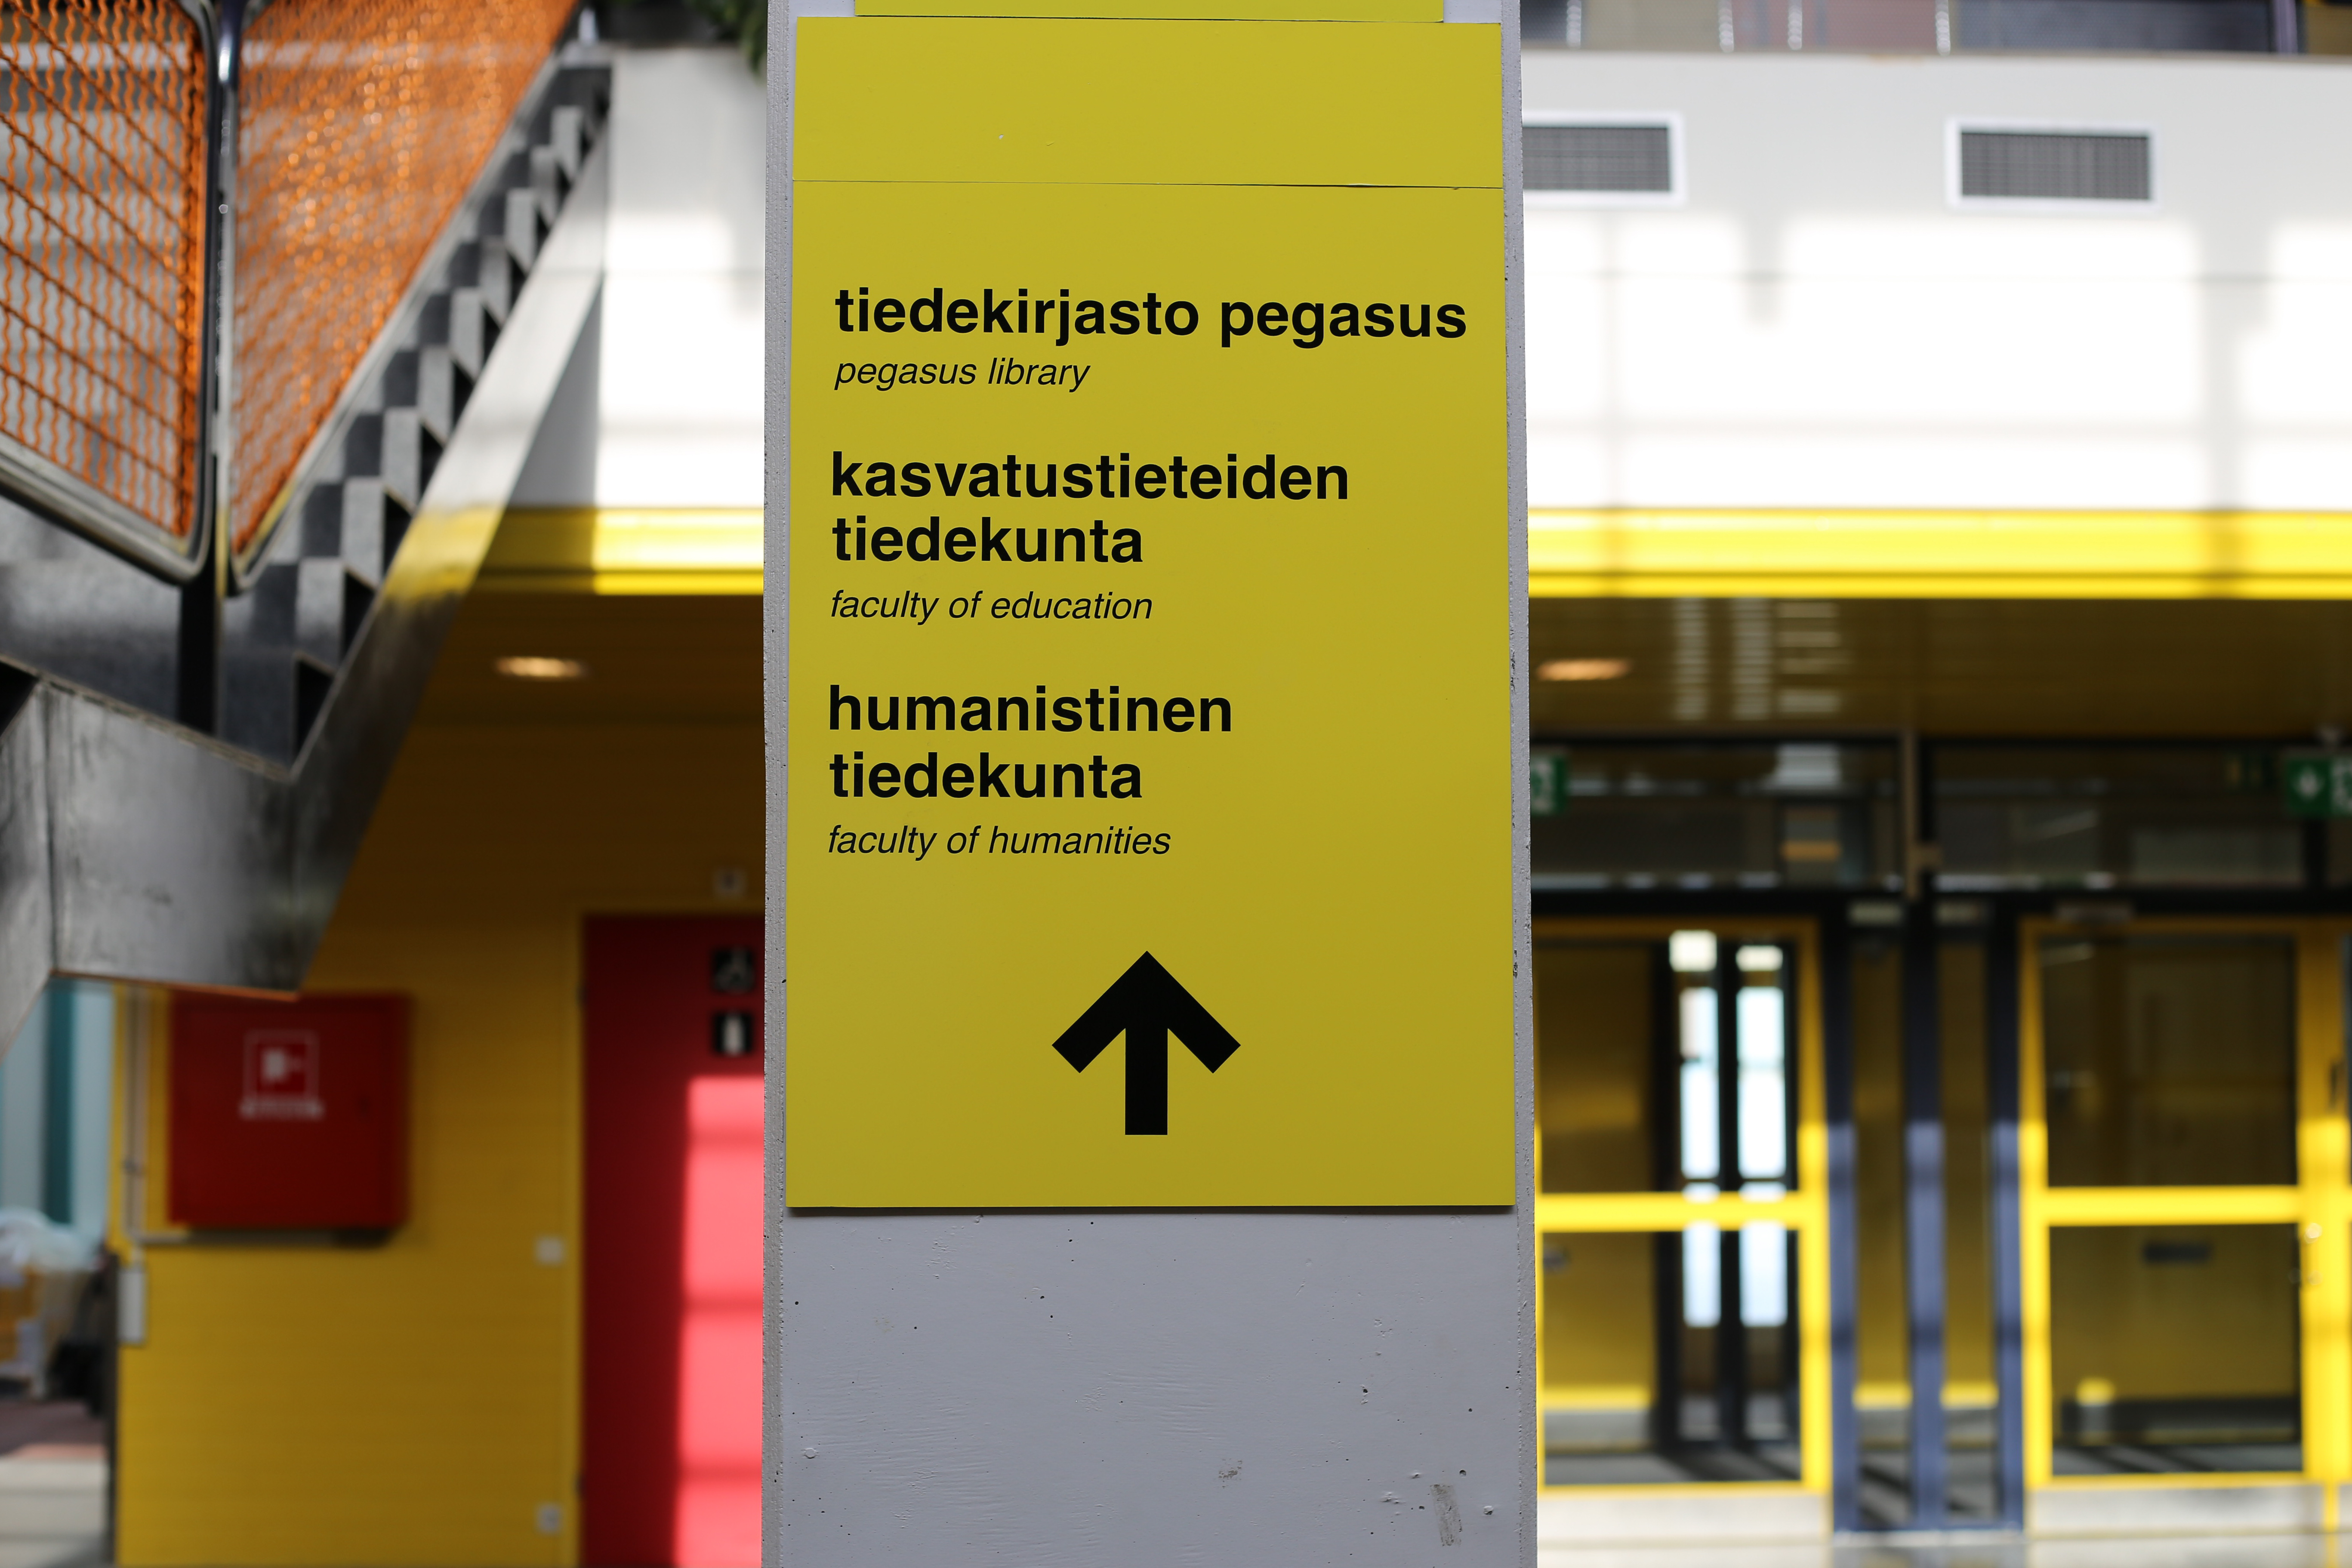 tiedekirjasto pegasus
pegasus library
kasvatustieteiden
tiedekunta
faculty of education
humanistinen
tiedekunta
faculty of humanities